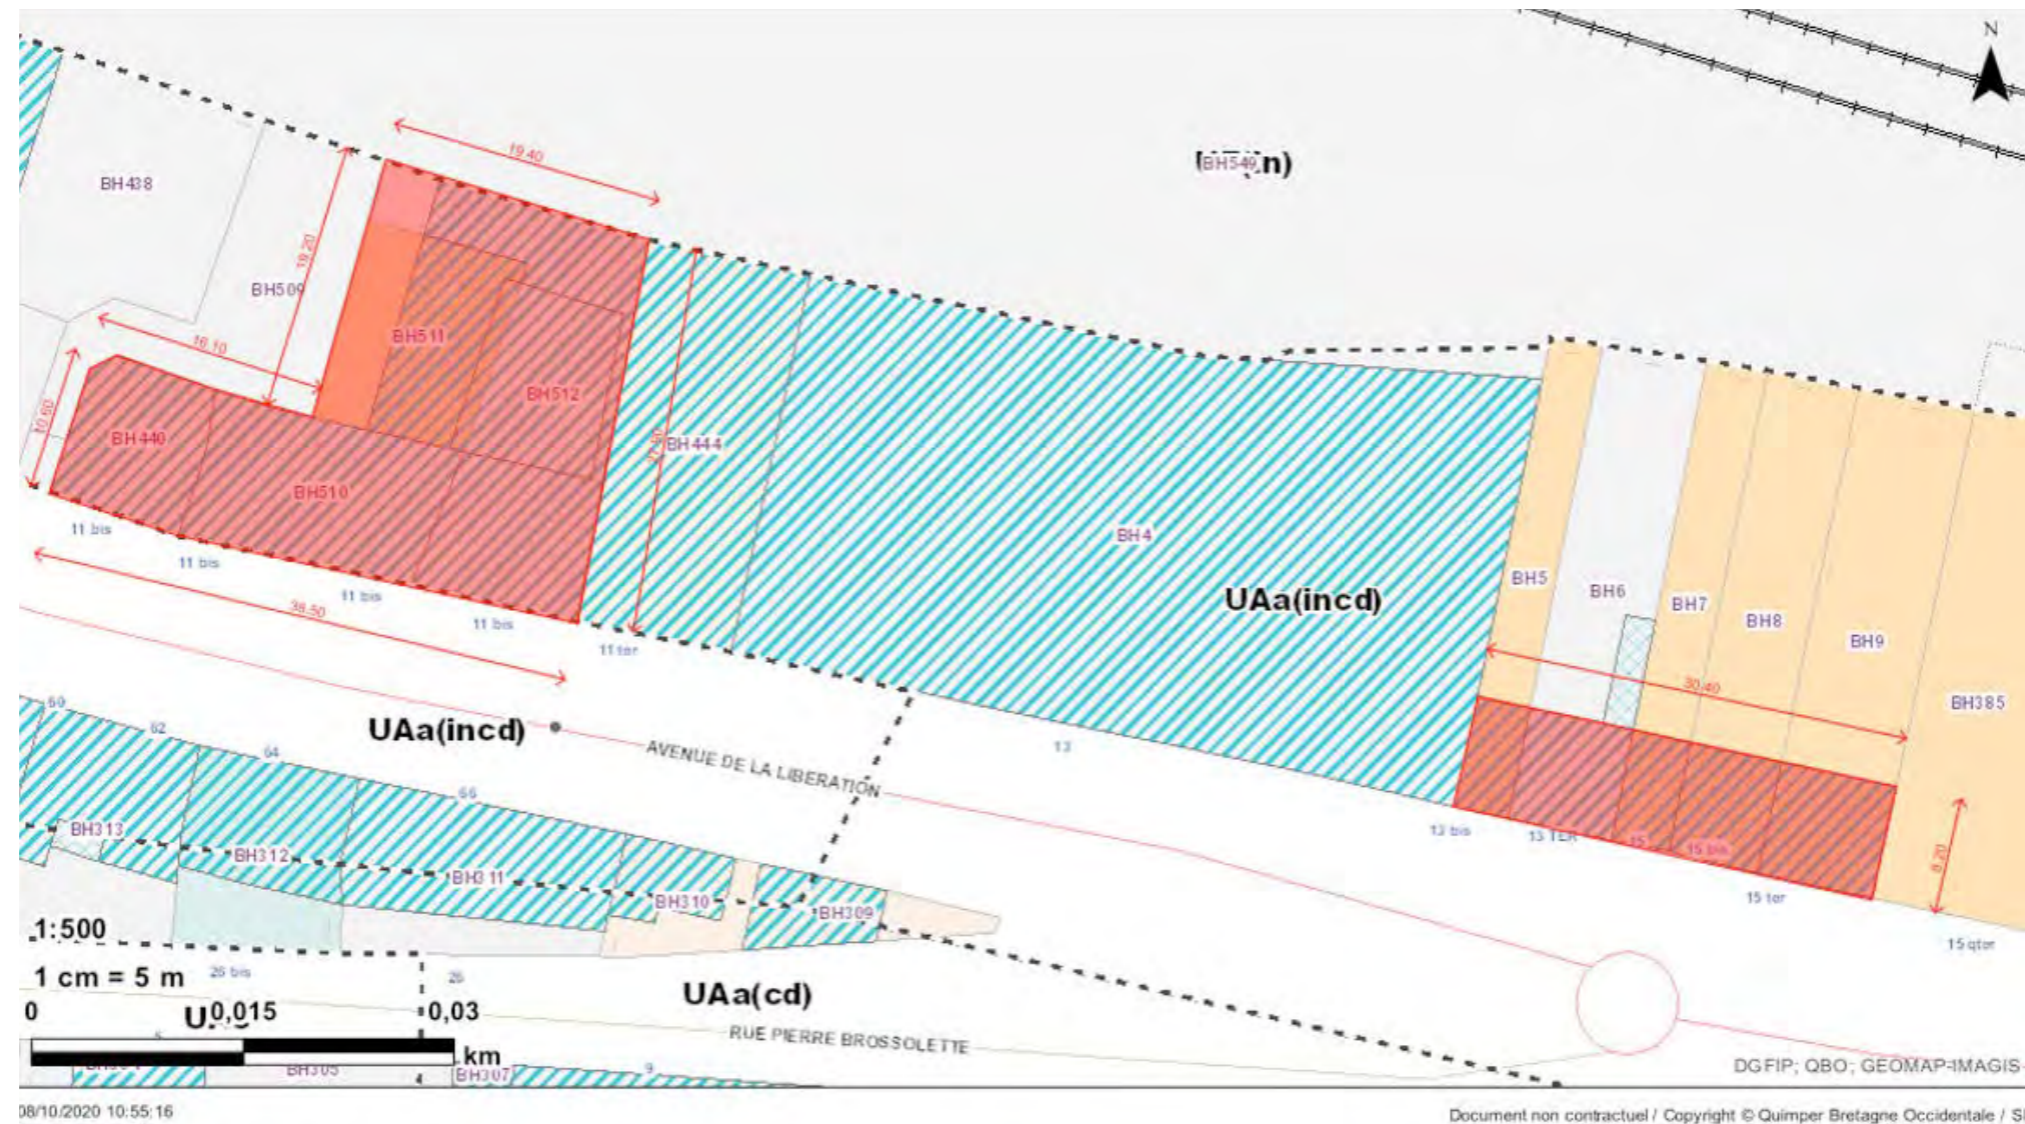 N
19.40
BH549
n)
BH438
19.20
BH509
BH511
16.10
BH512
10.60
BH440
BH444
BH510
BH4
11 bis
11 bis
11 bis
11 bis
11 ter
38.50
UAa(incd)
BH5
BH6
BH7
BH8
BH9
BH385
30.40
60
62
64
66
UAa(incd)
AVENUE DE LA LIBERATION
13
13 bis
13 TER
15
15 bis
15 ter
8.20
15 qter
BH313
BH312
BH311
BH310
BH309
1:500
1 cm = 5 m
26 bis
26
UAa(cd)
0
0,015
0,03
km
RUE PIERRE BROSSOLETTE
BH305
BH307
9
DGFIP; QBO; GEOMAP-IMAGIS
08/10/2020 10:55:16
Document non contractuel / Copyright © Quimper Bretagne Occidentale /